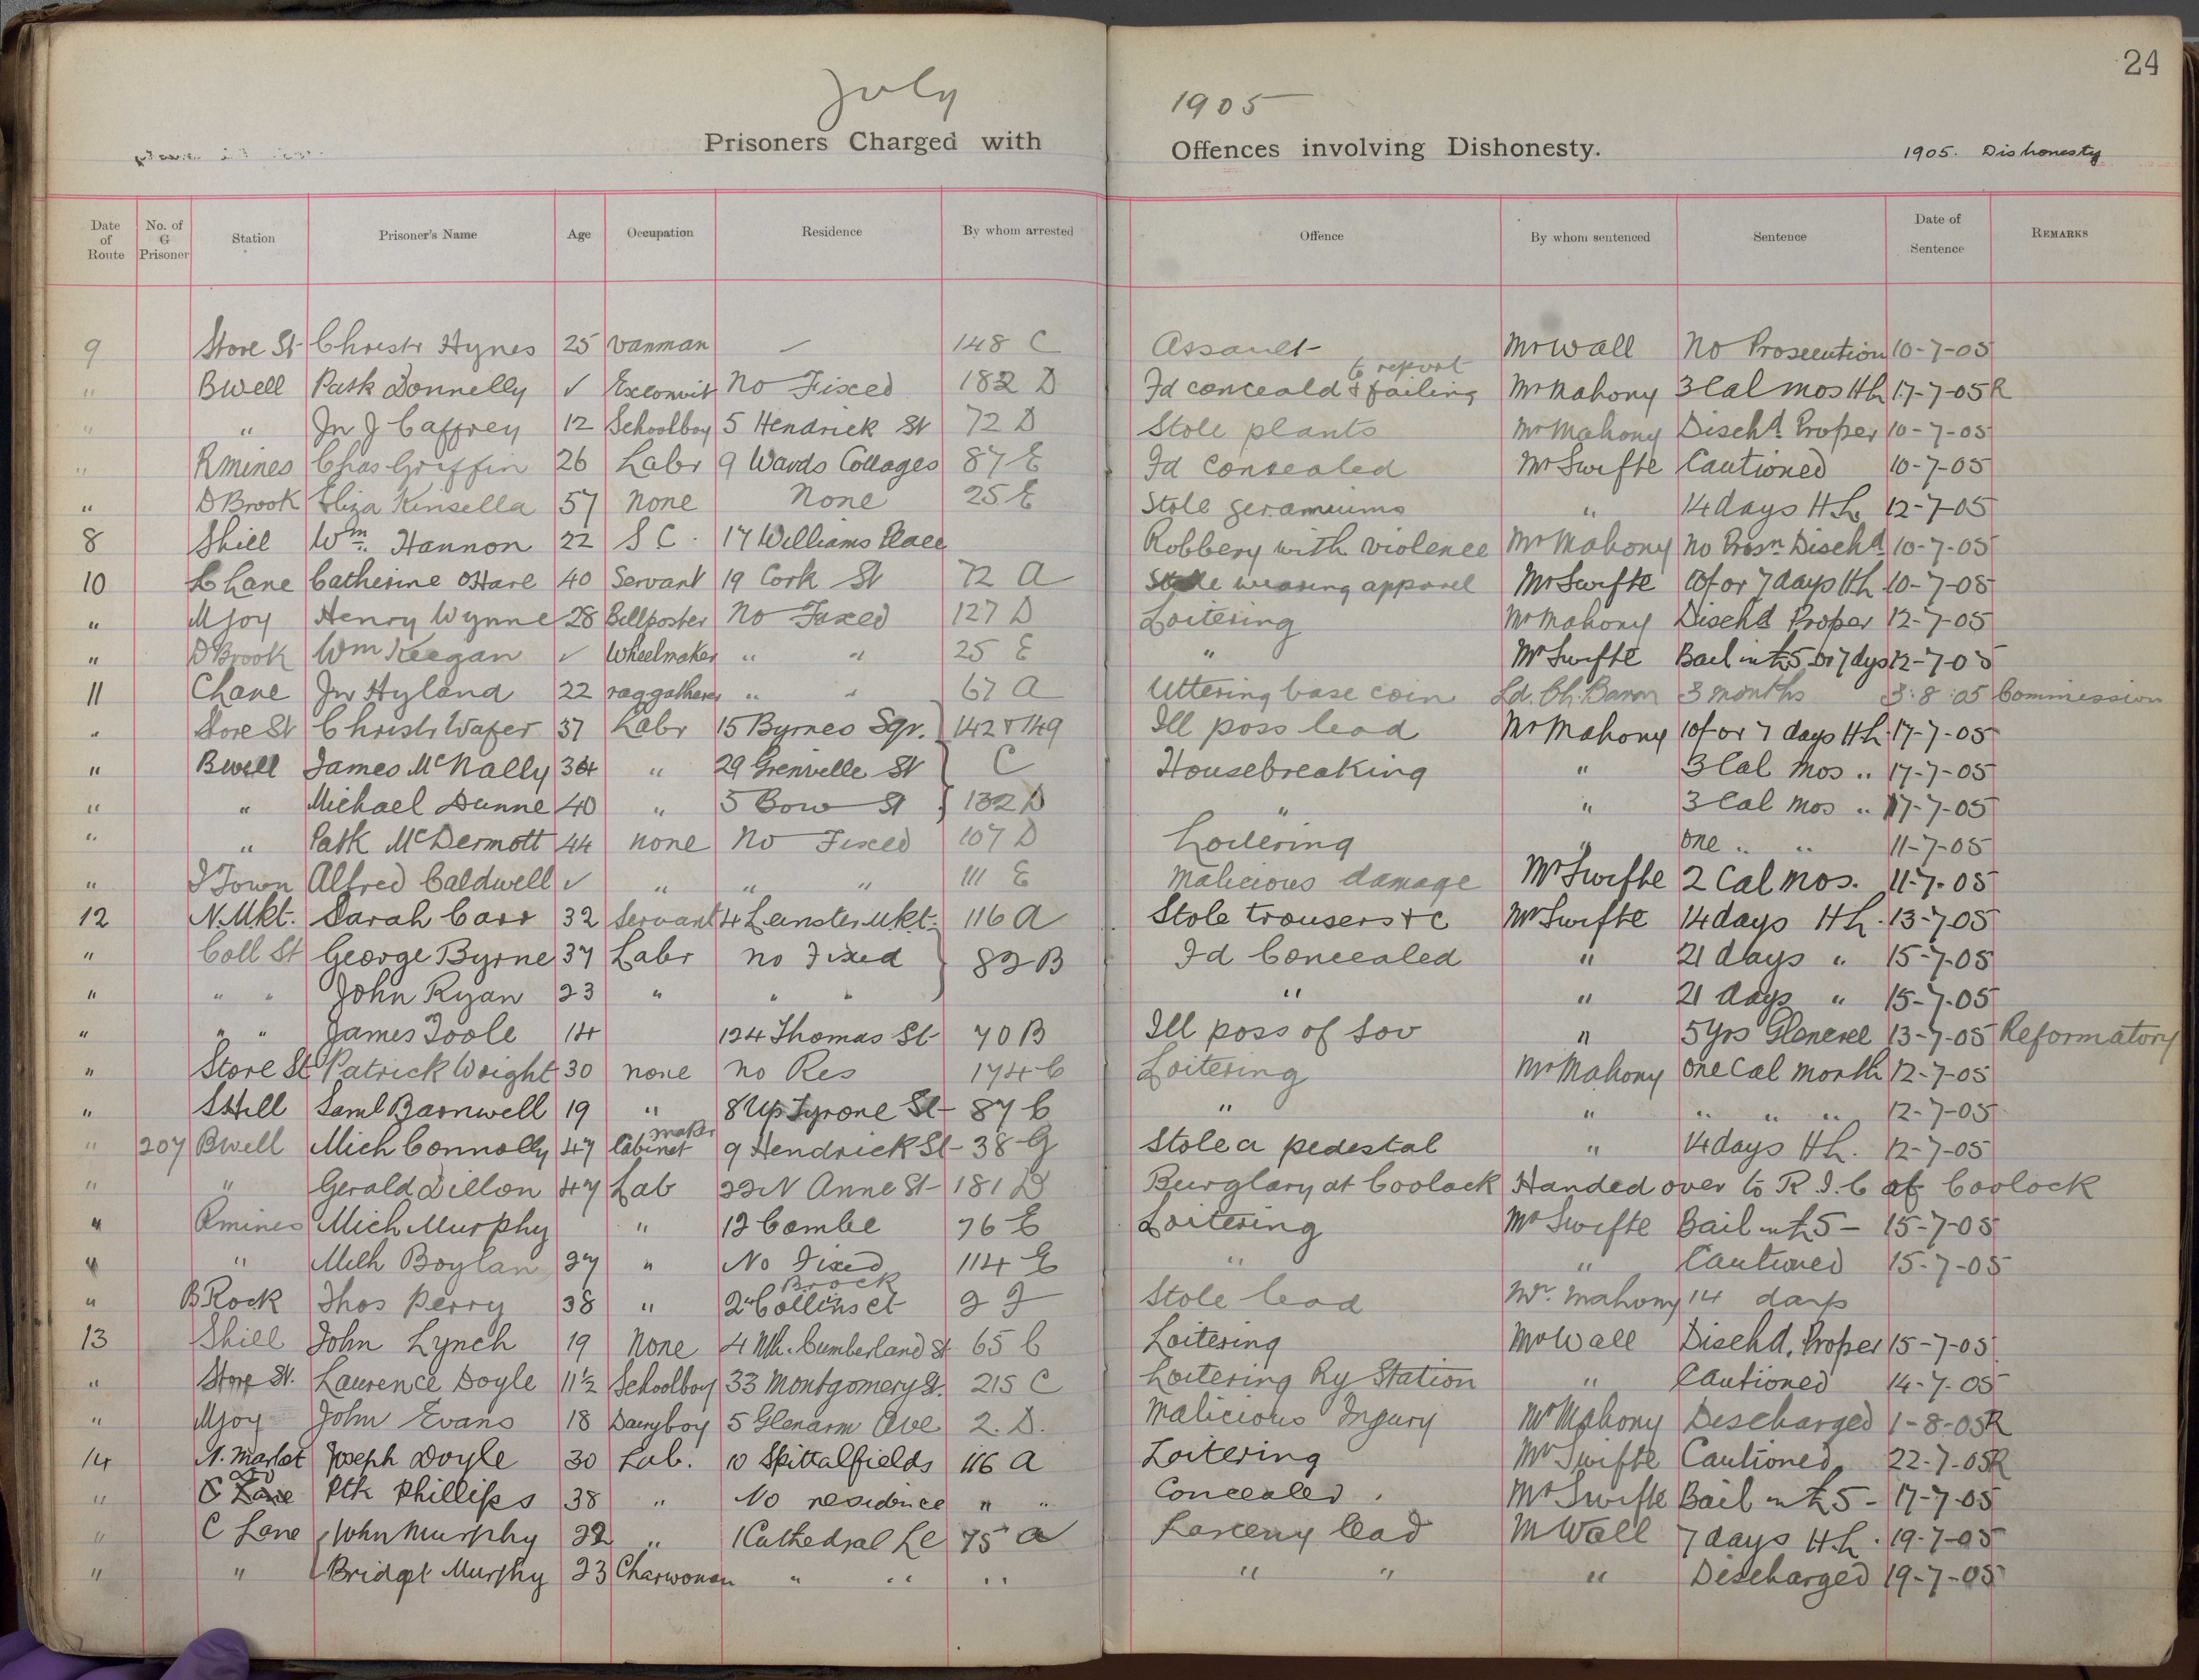 24
July 1905
Prisoners Charged with Offences involving Dishonesty. 1905. Dishonesty
Date of Route No. of G Prisoner Station Prisoner's Name Age Occupation Residence By whom arrested Offence By whom sentenced Sentence Date of Sentence REMARKS
9 Store St Christr Hynes 25 vanman — 148 C Assault Mr Wall No Prosecution 10-7-05
" Bwell Patk Donnelly ✓ Exconvict No Fixed 182 D Fd conceald & failing to report Mr Mahony 3 Cal mos HL 17-7-05 R
" " Jn J Caffrey 12 Schoolboy 5 Hendrick St 72 D Stole plants Mr Mahony Dischd Proper 10-7-05
" Rmines Chas Griffin 26 Labr 9 Wards Cottages 87 E Fd Concealed Mr Swifte Cautioned 10-7-05
" D Brook Eliza Kinsella 57 none None 25 E Stole geraniums " 14 days HL 12-7-05
8 Shill Wm Hannon 22 S C. 17 Williams Place Robbery with violence Mr Mahony No Prosn Dischd 10-7-05
10 C Lane Catherine OHare 40 Servant 19 Cork St 72 A Stole wearing apparel Mr Swifte 10/ or 7 days HL 10-7-05
" Mjoy Henry Wynne 28 Billposter No Fixed 127 D Loitering Mr Mahony Dischd Proper 12-7-05
" D Brook Wm Keegan ✓ Wheelmaker " " 25 E " Mr Swifte Bail in £5 or 7 dys 12-7-05
11 C Lane Jn Hyland 22 raggatherer " " 67 A Uttering base coin Ld. Ch. Baron 3 months 3.8.05 Commission
" Store St Christr Wafer 37 Labr 15 Byrnes Sqr. 142 & 149 Ill poss lead Mr Mahony 10/ or 7 days HL 17-7-05
" Bwell James McNally 34 " 29 Grenville St C Housebreaking " 3 Cal mos " 17-7-05
" " Michael Dunne 40 " 5 Bow St 132 D " " 3 Cal mos " 17-7-05
" " Patk McDermott 44 none No Fixed 107 D Loitering " one " " 11-7-05
" I Town Alfred Caldwell ✓ " " " 111 E Malicious damage Mr Swifte 2 Cal mos. 11-7-05
12 N. Mkt. Sarah Carr 32 Servant 4 Leinster Mkt. 116 A Stole trousers &c Mr Swifte 14 days HL. 13-7-05
" Coll St George Byrne 37 Labr no Fixed 82 B Fd Concealed " 21 days " 15-7-05
" " " John Ryan 23 " " " " " 21 days " 15-7-05
" " " James Toole 14 124 Thomas St 70 B Ill poss of Sov " 5 yrs Glencree 13-7-05 Reformatory
" Store St Patrick Wright 30 none no Res 174 C Loitering Mr Mahony One Cal month 12-7-05
" SHill Saml Barnwell 19 " 8 Up Tyrone St 87 C " " " " " 12-7-05
" 207 Bwell Mich Connolly 47 Cabinet maker 9 Hendrick St 38 G Stole a pedestal " 14 days HL. 12-7-05
" " Gerald Dillon 47 Lab 22 N Anne St 181 D Burglary at Coolock Handed over to R.I.C at Coolock
" Rmines Mich Murphy " 12 Combe 76 E Loitering Mr Swifte Bail in £5 - 15-7-05
" " Mich Boylan 27 " No Fixed 114 E " " Cautioned 15-7-05
" B Rock Thos Perry 38 " 2 Collins Ct B rock 2 F Stole lead Mr. Mahony 14 days
13 Shill John Lynch 19 None 4 Nth. Cumberland St 65 C Loitering Mr Wall Dischd. Proper 15-7-05
" Store St. Laurence Doyle 11½ Schoolboy 33 Montgomery St. 215 C Loitering Ry Station " Cautioned 14-7-05
" Mjoy John Evans 18 Dairyboy 5 Glenarm Ave 2. D. Malicious Injury Mr Mahony Discharged 1-8-05 R
14 N. Market Joseph Doyle 30 Lab. 10 Spittalfields 116 A Loitering Mr Swifte Cautioned 22-7-05 R
" C Lane Ptk Phillips 38 " No residence " " Concealed. Mr Swifte Bail in £5 - 17-7-05
" C Lane John Murphy 22 " 1 Cathedral Le 75 A Larceny lead Mr Wall 7 days H.L. 19-7-05
" " Bridget Murphy 23 Charwoman " " " " " " Discharged 19-7-05